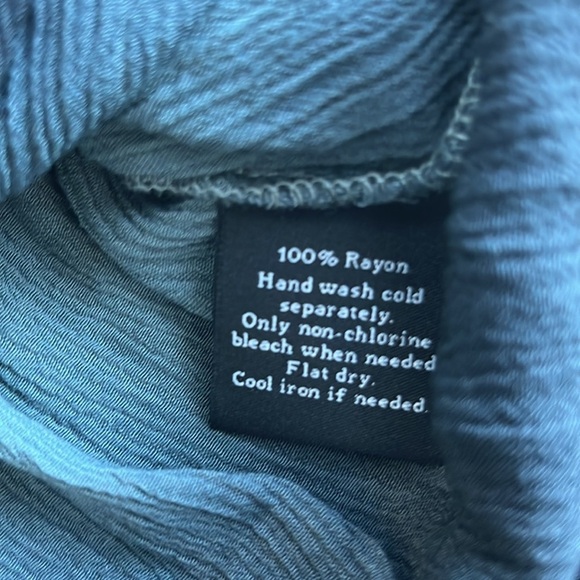 100% Rayon
Hand wash cold
separately.
Only non-chlorine
bleach when needed
Flat dry.
Cool iron if needed.